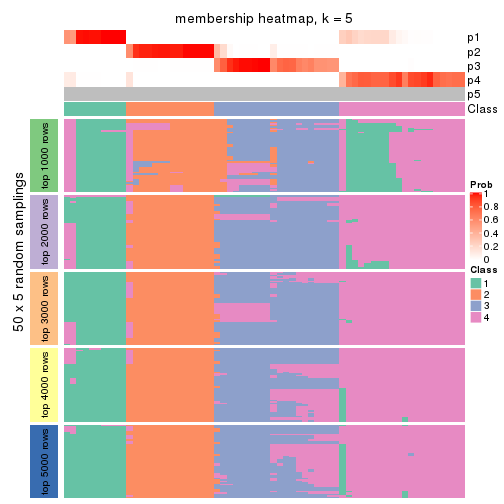 membership heatmap, k = 5
p1
p2
p3
p4
p5
Class
50 x 5 random samplings
top 1000 rows
top 2000 rows
top 3000 rows
top 4000 rows
top 5000 rows
Prob
1
0.8
0.6
0.4
0.2
0
Class
1
2
3
4